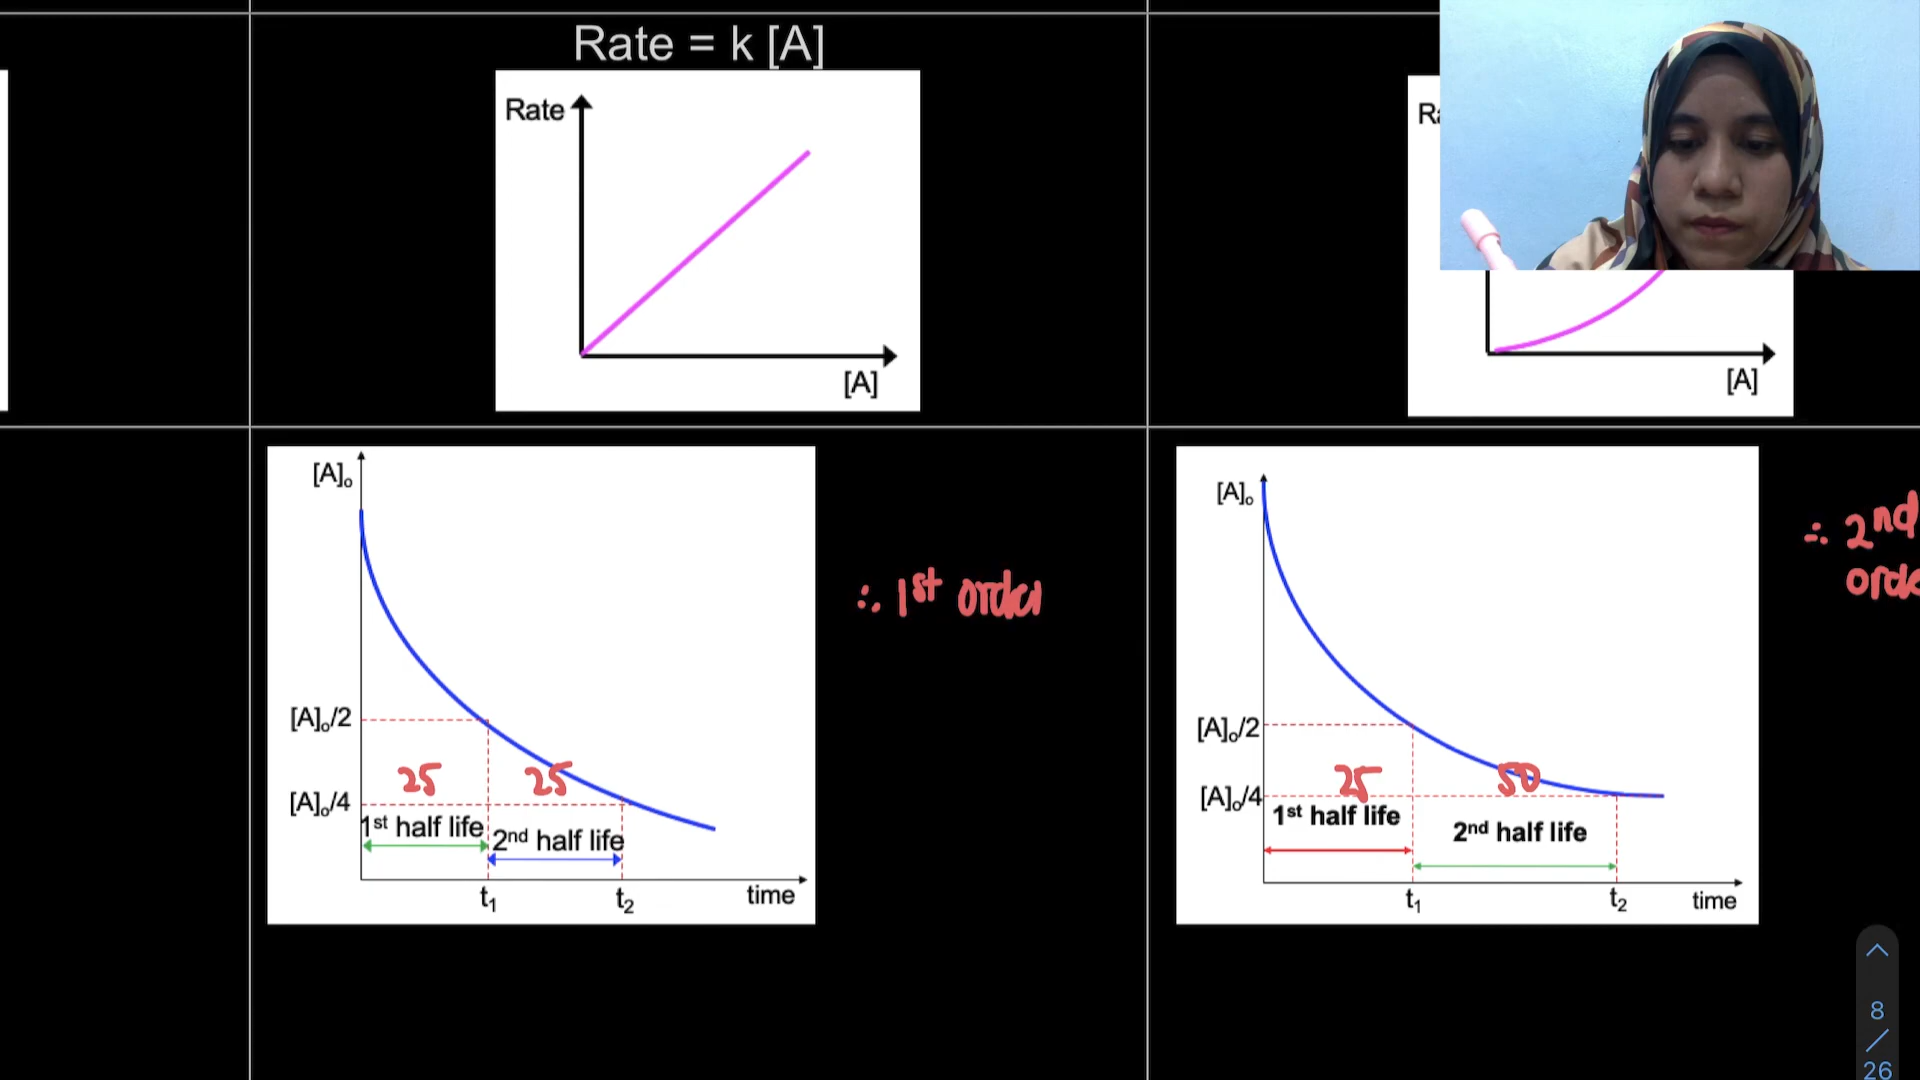 Rate = k [A]
Rate
[A]
[A]
[A]o
[A]o/2
[A]o/4
25
25
1st half life
2nd half life
t1
t2
time
∴ 1st order
[A]o
[A]o/2
[A]o/4
25
50
1st half life
2nd half life
t1
t2
time
∴ 2nd
8
/
26